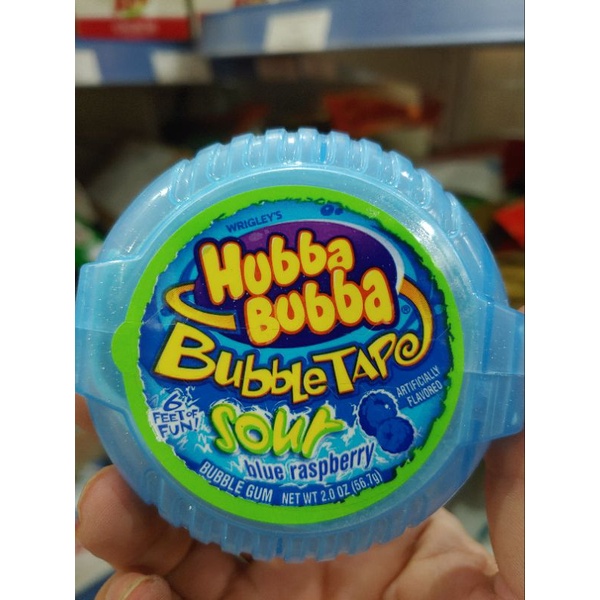 WRIGLEY'S
Hubba
Bubba®
BubbleTAPe
6
FEET OF
FUN!
sour
blue raspberry
ARTIFICIALLY
FLAVORED
BUBBLE GUM NET WT 2.0 OZ (56.7g)